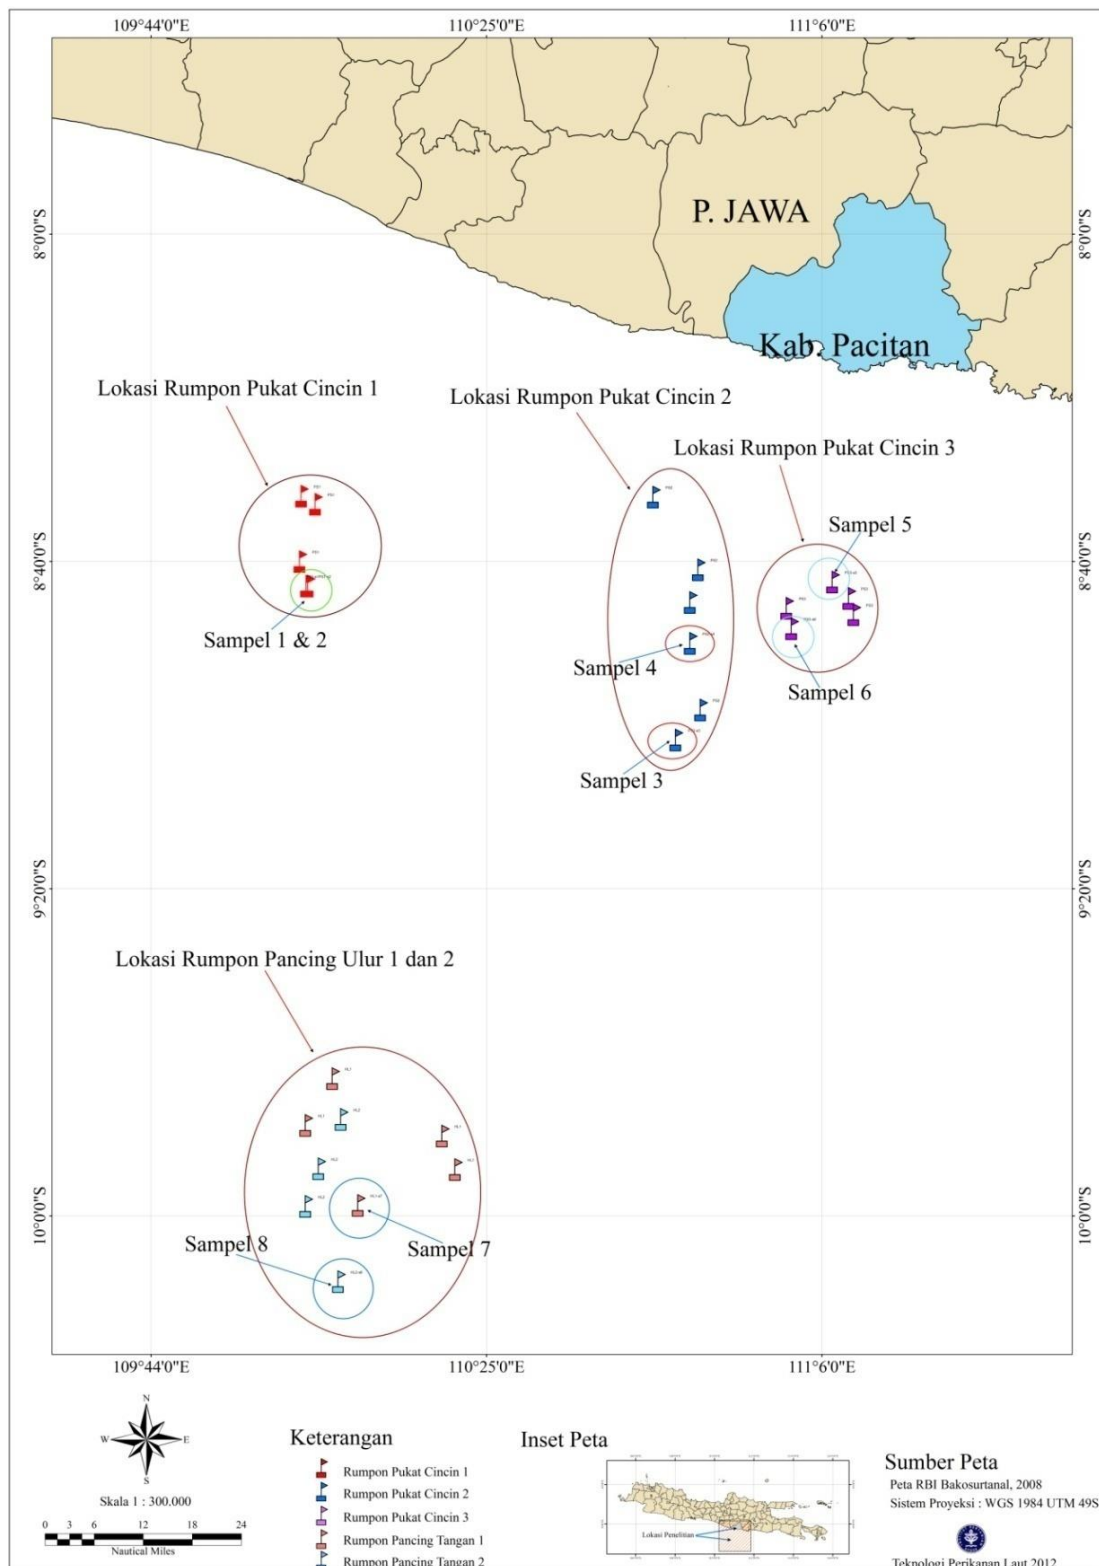 109°44'0"E 110°25'0"E 111°6'0"E
P. JAWA
8°0'0"S 8°0'0"S
Kab. Pacitan
Lokasi Rumpon Pukat Cincin 1
Lokasi Rumpon Pukat Cincin 2
Lokasi Rumpon Pukat Cincin 3
Sampel 5
8°40'0"S 8°40'0"S
Sampel 1 & 2
Sampel 4
Sampel 6
Sampel 3
9°20'0"S 9°20'0"S
Lokasi Rumpon Pancing Ulur 1 dan 2
HL1
HL1 HL2
HL1
HL2 HL1
HL2
10°0'0"S 10°0'0"S
Sampel 8 Sampel 7
109°44'0"E 110°25'0"E 111°6'0"E
N
W E
S
Skala 1 : 300.000
0 3 6 12 18 24
Nautical Miles
Keterangan
Rumpon Pukat Cincin 1
Rumpon Pukat Cincin 2
Rumpon Pukat Cincin 3
Rumpon Pancing Tangan 1
Rumpon Pancing Tangan 2
Inset Peta
Lokasi Penelitian
Sumber Peta
Peta RBI Bakosurtanal, 2008
Sistem Proyeksi : WGS 1984 UTM 49S
Teknologi Perikanan Laut 2012